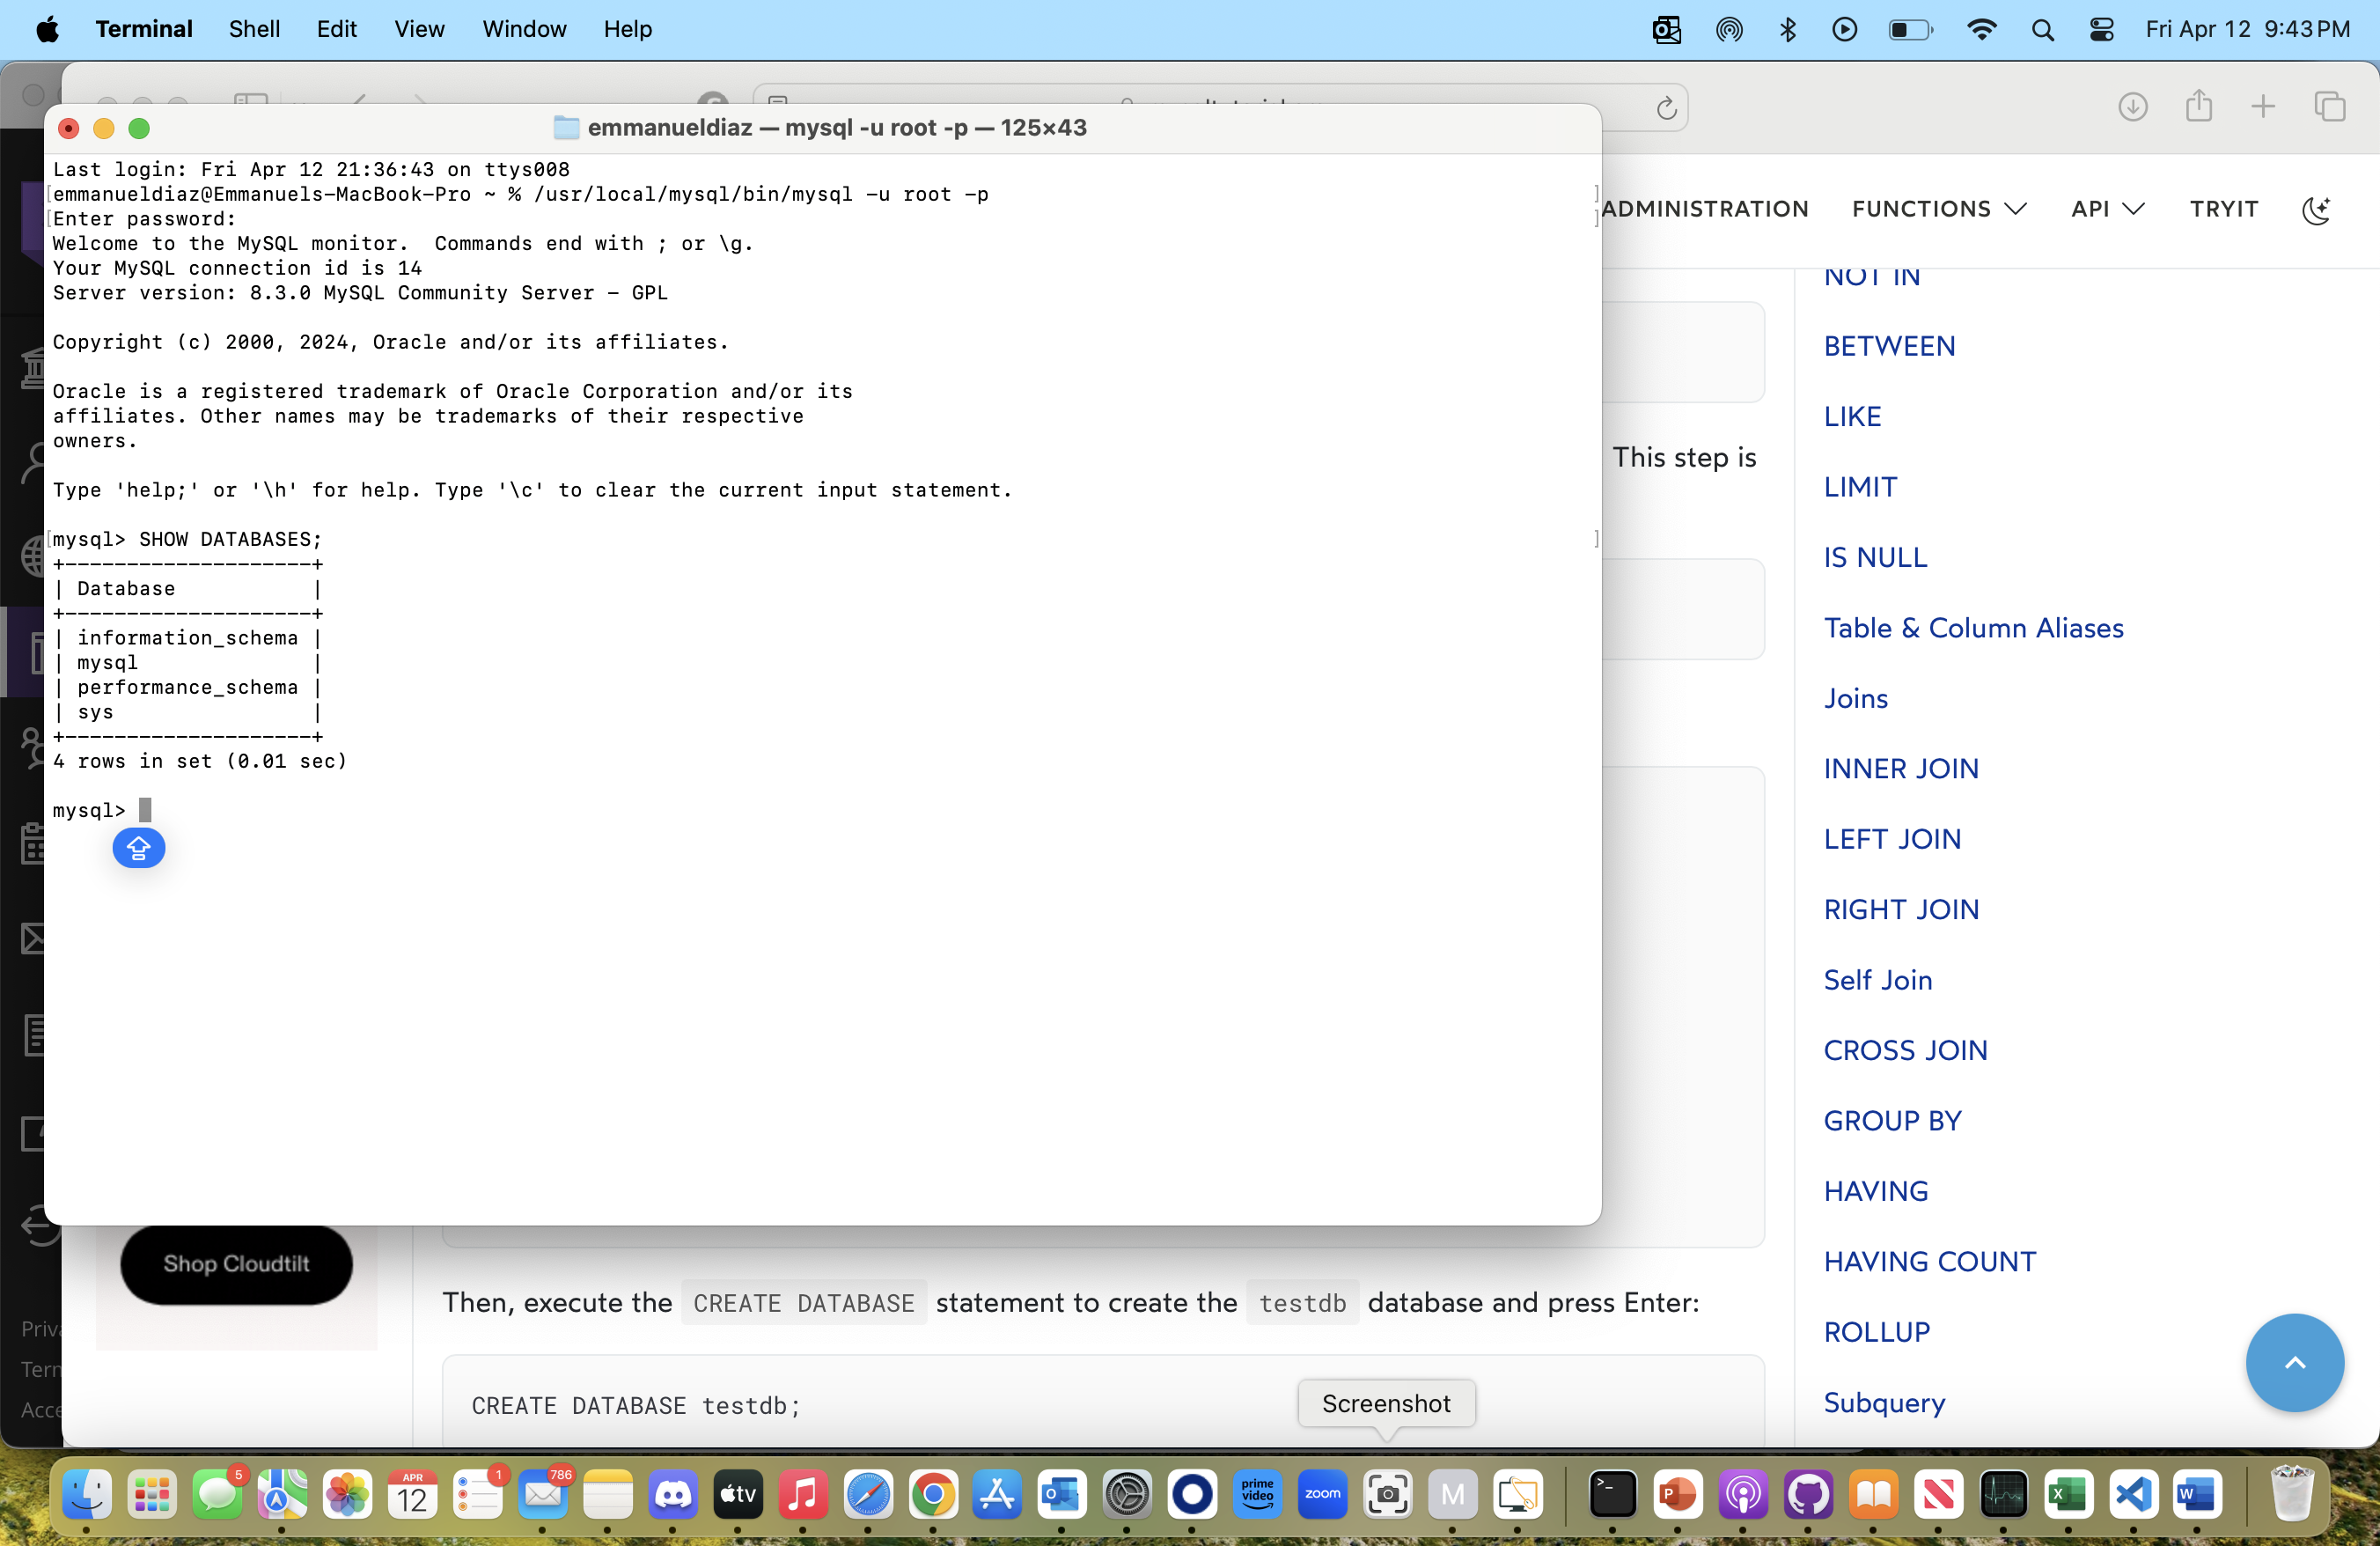 Terminal Shell Edit View Window Help Fri Apr 12 9:43 PM
emmanueldiaz — mysql -u root -p — 125×43
Last login: Fri Apr 12 21:36:43 on ttys008
emmanueldiaz@Emmanuels-MacBook-Pro ~ % /usr/local/mysql/bin/mysql -u root -p
Enter password:
Welcome to the MySQL monitor.  Commands end with ; or \g.
Your MySQL connection id is 14
Server version: 8.3.0 MySQL Community Server - GPL
Copyright (c) 2000, 2024, Oracle and/or its affiliates.
Oracle is a registered trademark of Oracle Corporation and/or its
affiliates. Other names may be trademarks of their respective
owners.
Type 'help;' or '\h' for help. Type '\c' to clear the current input statement.
mysql> SHOW DATABASES;
+--------------------+
| Database           |
+--------------------+
| information_schema |
| mysql              |
| performance_schema |
| sys                |
+--------------------+
4 rows in set (0.01 sec)
mysql>
ADMINISTRATION FUNCTIONS API TRYIT
This step is
NOT IN
BETWEEN
LIKE
LIMIT
IS NULL
Table & Column Aliases
Joins
INNER JOIN
LEFT JOIN
RIGHT JOIN
Self Join
CROSS JOIN
GROUP BY
HAVING
HAVING COUNT
ROLLUP
Subquery
Shop Cloudtilt
Then, execute the CREATE DATABASE statement to create the testdb database and press Enter:
CREATE DATABASE testdb;
Screenshot
5
APR
12
1
786
tv
prime
video
zoom
M
P
X
W